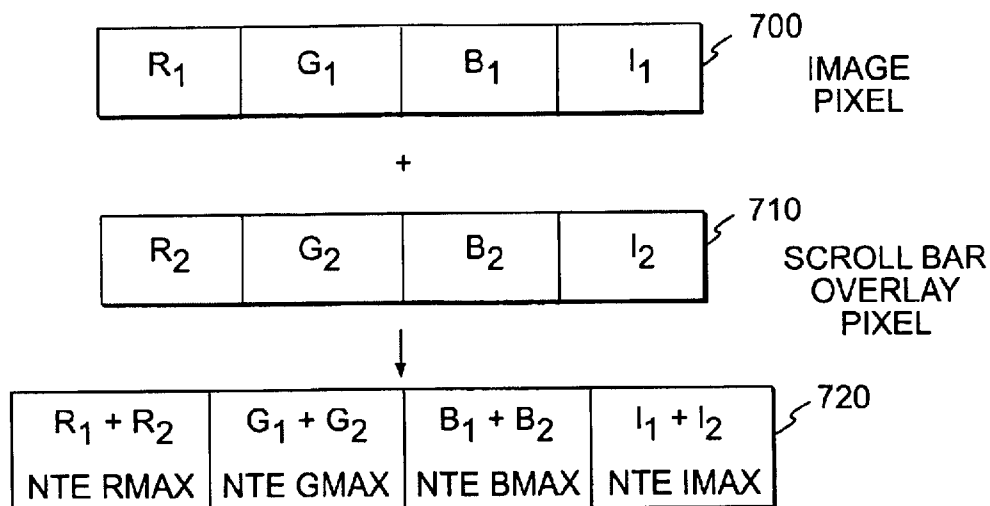 R₁ G₁ B₁ I₁ 700
IMAGE
PIXEL
+
R₂ G₂ B₂ I₂ 710
SCROLL BAR
OVERLAY
PIXEL
R₁ + R₂ G₁ + G₂ B₁ + B₂ I₁ + I₂ 720
NTE RMAX NTE GMAX NTE BMAX NTE IMAX